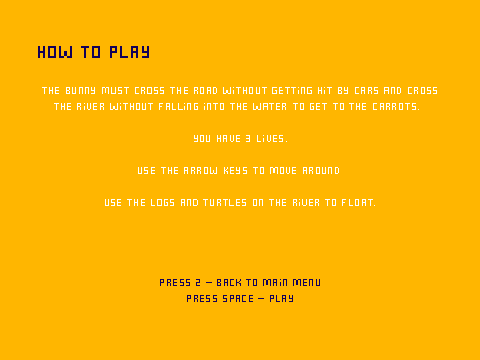 HOW TO PLAY
THE BUNNY MUST CROSS THE ROAD WITHOUT GETTING HIT BY CARS AND CROSS
THE RIVER WITHOUT FALLING INTO THE WATER TO GET TO THE CARROTS.
YOU HAVE 3 LIVES.
USE THE ARROW KEYS TO MOVE AROUND
USE THE LOGS AND TURTLES ON THE RIVER TO FLOAT.
PRESS 2 - BACK TO MAIN MENU
PRESS SPACE - PLAY